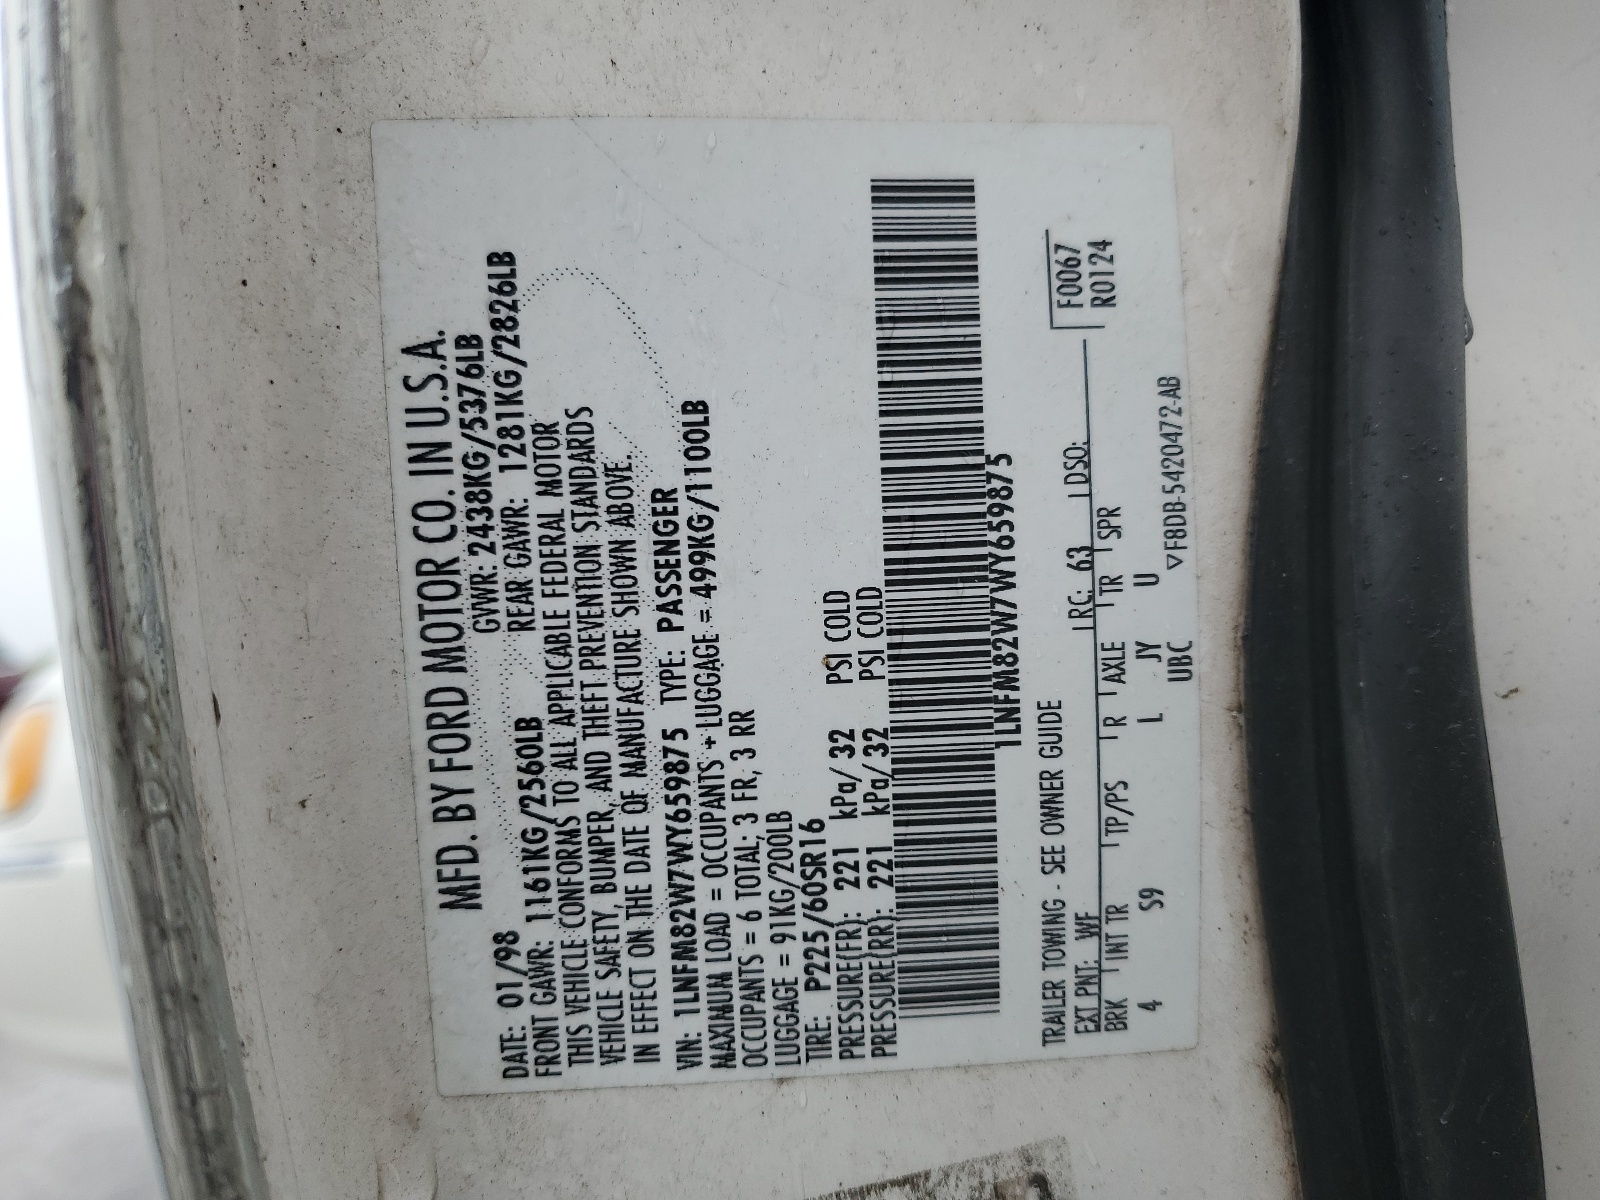 MFD. BY FORD MOTOR CO. IN U.S.A.
DATE: 01/98 GVWR: 2438KG/5376LB
FRONT GAWR: 1161KG/2560LB REAR GAWR: 1281KG/2826LB
THIS VEHICLE CONFORMS TO ALL APPLICABLE FEDERAL MOTOR
VEHICLE SAFETY, BUMPER, AND THEFT PREVENTION STANDARDS
IN EFFECT ON THE DATE OF MANUFACTURE SHOWN ABOVE.
VIN: 1LNFM82W7WY659875 TYPE: PASSENGER
MAXIMUM LOAD = OCCUPANTS + LUGGAGE = 499KG/1100LB
OCCUPANTS = 6 TOTAL; 3 FR, 3 RR
LUGGAGE = 91KG/200LB
TIRE: P225/60SR16
PRESSURE(FR): 221 kPa/ 32 PSI COLD
PRESSURE(RR): 221 kPa/ 32 PSI COLD
1LNFM82W7WY659875
TRAILER TOWING - SEE OWNER GUIDE
F0067
EXT PNT: WF RC: 63 DSO:
R0124
BRK INT TR TP/PS R AXLE TR SPR
4 S9 L JY U
UBC
▽F8DB-5420472-AB